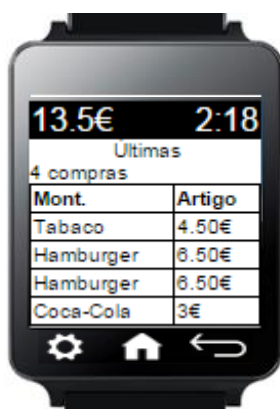 13.5€ 2:18
Últimas
4 compras
Mont. Artigo
Tabaco 4.50€
Hamburger 6.50€
Hamburger 6.50€
Coca-Cola 3€